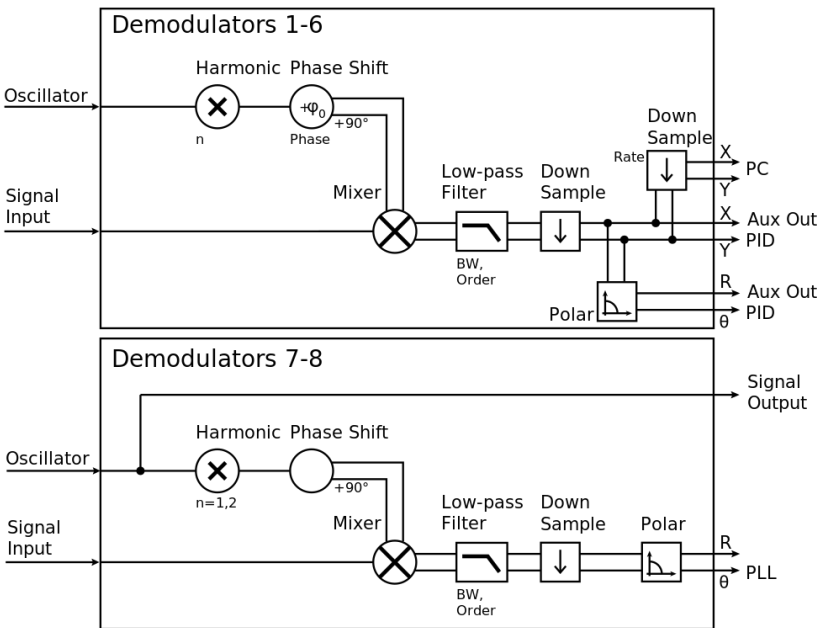 Demodulators 1-6
Harmonic Phase Shift
Oscillator
+φ0
+90°
n
Phase
Down
Sample
Rate
X
PC
Y
Signal
Input
Mixer
Low-pass
Filter
Down
Sample
X
Aux Out
PID
Y
BW,
Order
R
Aux Out
Polar
PID
θ
Demodulators 7-8
Signal
Output
Harmonic Phase Shift
Oscillator
+90°
n=1,2
Signal
Input
Mixer
Low-pass
Filter
Down
Sample
Polar
R
PLL
θ
BW,
Order